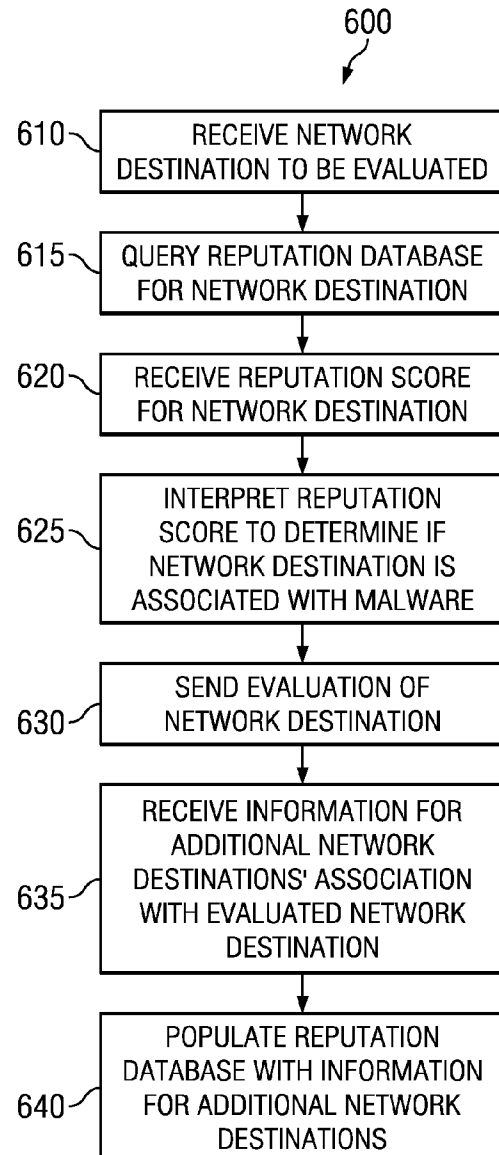 600
610
RECEIVE NETWORK
DESTINATION TO BE EVALUATED
615
QUERY REPUTATION DATABASE
FOR NETWORK DESTINATION
620
RECEIVE REPUTATION SCORE
FOR NETWORK DESTINATION
625
INTERPRET REPUTATION
SCORE TO DETERMINE IF
NETWORK DESTINATION IS
ASSOCIATED WITH MALWARE
630
SEND EVALUATION OF
NETWORK DESTINATION
635
RECEIVE INFORMATION FOR
ADDITIONAL NETWORK
DESTINATIONS' ASSOCIATION
WITH EVALUATED NETWORK
DESTINATION
640
POPULATE REPUTATION
DATABASE WITH INFORMATION
FOR ADDITIONAL NETWORK
DESTINATIONS